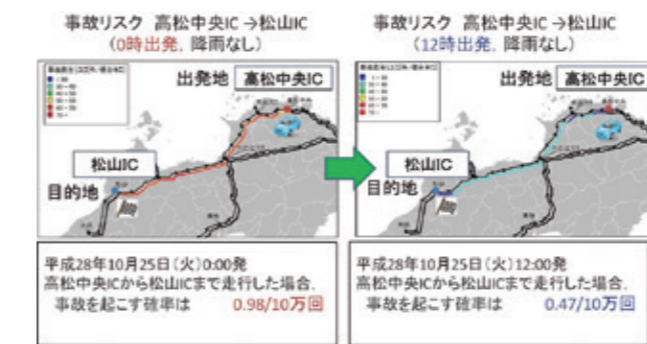 事故リスク 高松中央IC→松山IC
(0時出発, 降雨なし)
出発地 高松中央IC
松山IC
目的地
平成28年10月25日(火)0:00発
高松中央ICから松山ICまで走行した場合,
事故を起こす確率は 0.98/10万回
事故リスク 高松中央IC→松山IC
(12時出発, 降雨なし)
出発地 高松中央IC
松山IC
目的地
平成28年10月25日(火)12:00発
高松中央ICから松山ICまで走行した場合,
事故を起こす確率は 0.47/10万回